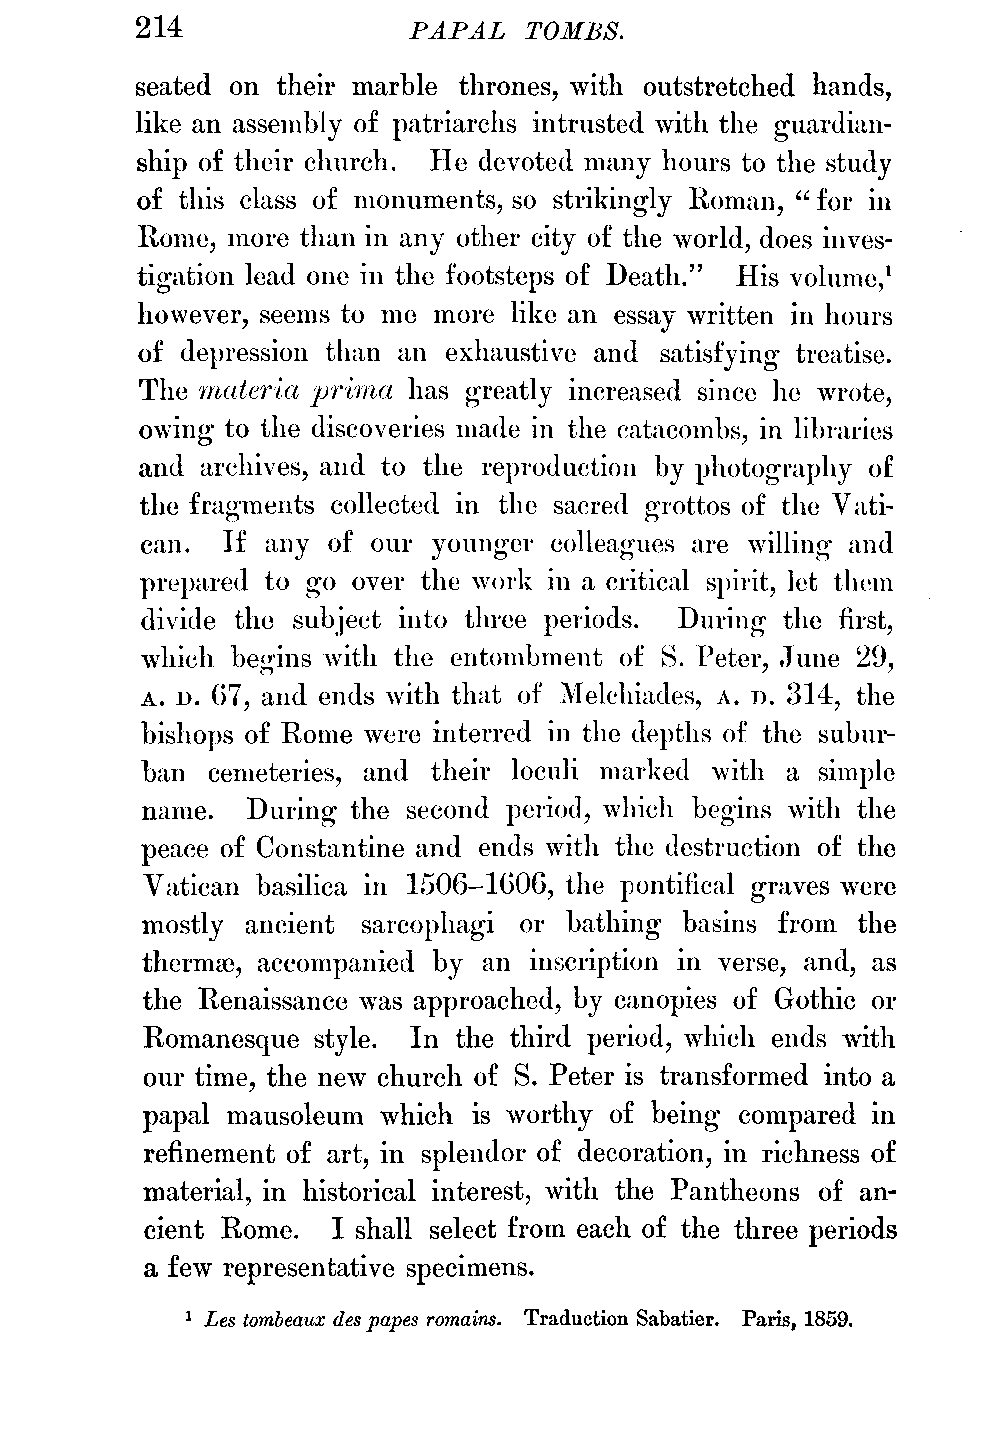 214 PAPAL TOMBS.
seated on their marble thrones, with outstretched hands,
like an assembly of patriarchs intrusted with the guardian-
ship of their church. He devoted many hours to the study
of this class of monuments, so strikingly Roman, “for in
Rome, more than in any other city of the world, does inves-
tigation lead one in the footsteps of Death.” His volume,¹
however, seems to me more like an essay written in hours
of depression than an exhaustive and satisfying treatise.
The materia prima has greatly increased since he wrote,
owing to the discoveries made in the catacombs, in libraries
and archives, and to the reproduction by photography of
the fragments collected in the sacred grottos of the Vati-
can. If any of our younger colleagues are willing and
prepared to go over the work in a critical spirit, let them
divide the subject into three periods. During the first,
which begins with the entombment of S. Peter, June 29,
A. D. 67, and ends with that of Melchiades, A. D. 314, the
bishops of Rome were interred in the depths of the subur-
ban cemeteries, and their loculi marked with a simple
name. During the second period, which begins with the
peace of Constantine and ends with the destruction of the
Vatican basilica in 1506–1606, the pontifical graves were
mostly ancient sarcophagi or bathing basins from the
thermæ, accompanied by an inscription in verse, and, as
the Renaissance was approached, by canopies of Gothic or
Romanesque style. In the third period, which ends with
our time, the new church of S. Peter is transformed into a
papal mausoleum which is worthy of being compared in
refinement of art, in splendor of decoration, in richness of
material, in historical interest, with the Pantheons of an-
cient Rome. I shall select from each of the three periods
a few representative specimens.
¹ Les tombeaux des papes romains. Traduction Sabatier. Paris, 1859.